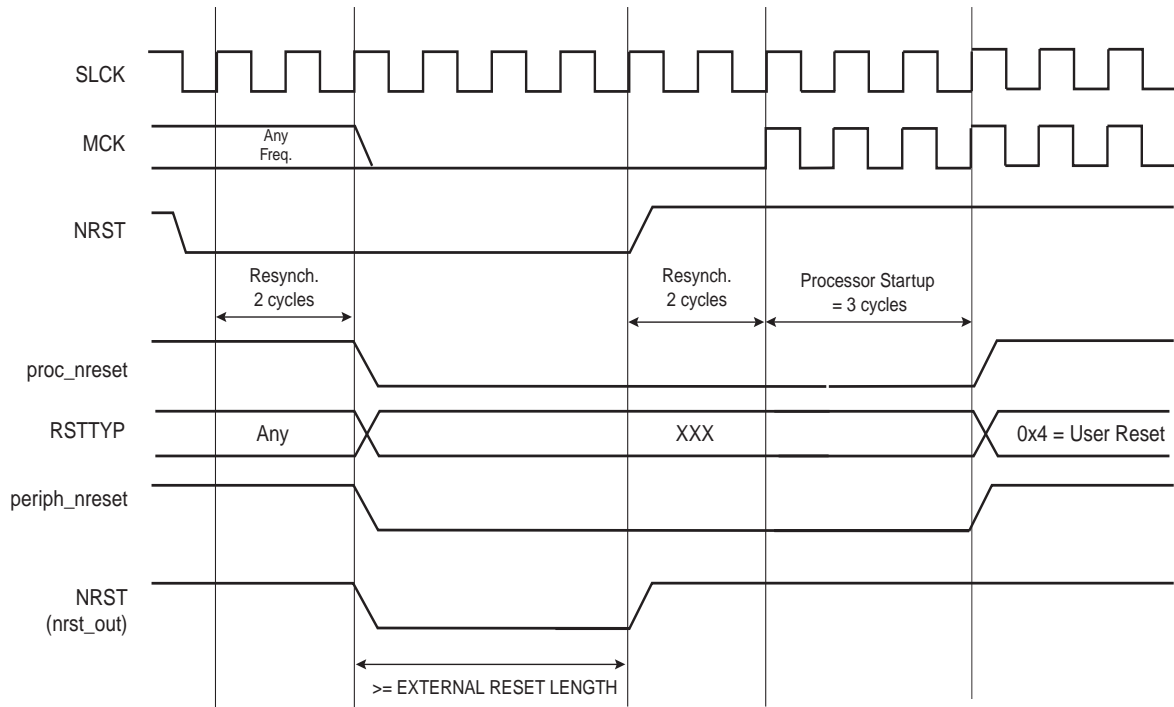 SLCK
MCK
Any
Freq.
NRST
Resynch.
2 cycles
Resynch.
2 cycles
Processor Startup
= 3 cycles
proc_nreset
RSTTYP
Any
XXX
0x4 = User Reset
periph_nreset
NRST
(nrst_out)
>= EXTERNAL RESET LENGTH